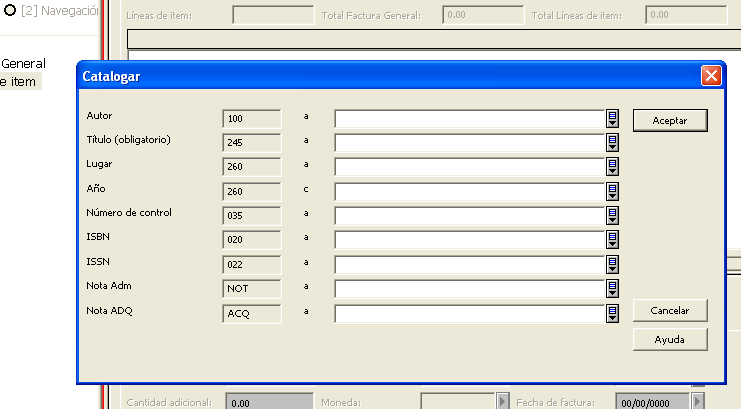 [2] Navegación
Líneas de item: Total Factura General: 0.00 Total Líneas de item: 0.00
General
e item
Catalogar
Autor 100 a Aceptar
Título (obligatorio) 245 a
Lugar 260 a
Año 260 c
Número de control 035 a
ISBN 020 a
ISSN 022 a
Nota Adm NOT a
Nota ADQ ACQ a Cancelar
Ayuda
Cantidad adicional: 0.00 Moneda: Fecha de factura: 00/00/0000